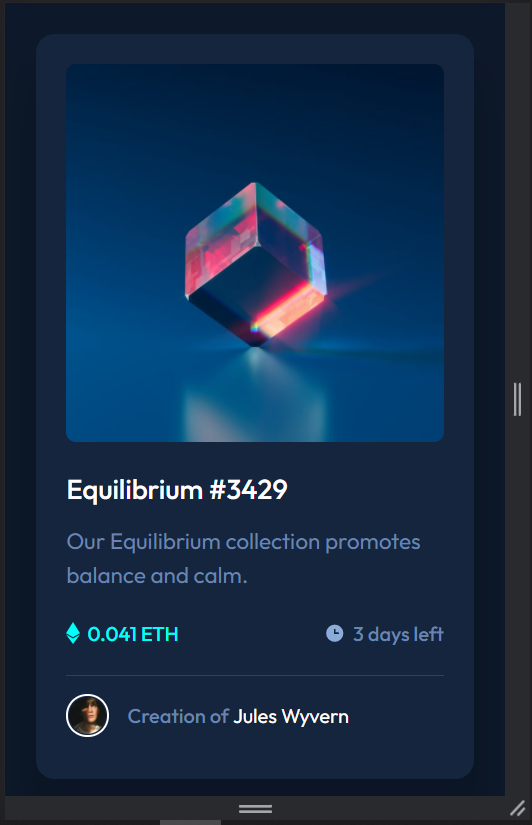 Equilibrium #3429
Our Equilibrium collection promotes
balance and calm.
0.041 ETH
3 days left
Creation of Jules Wyvern